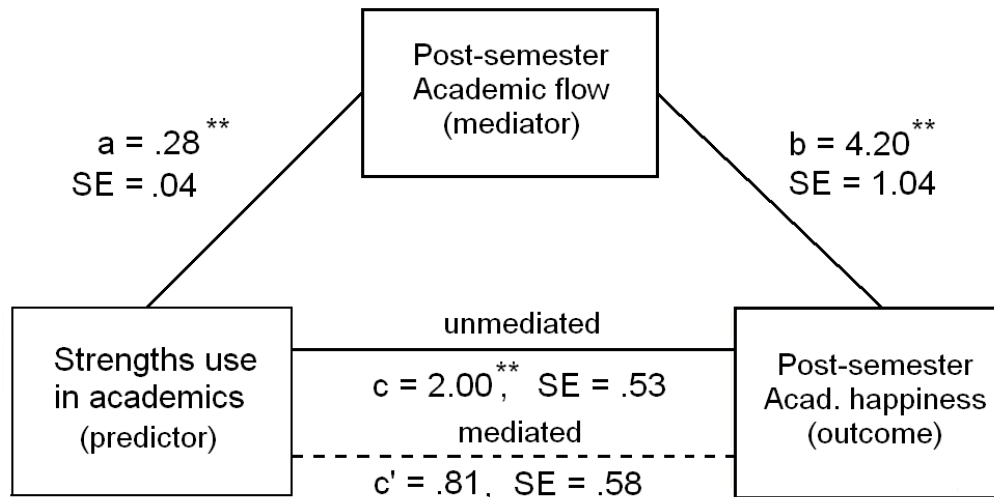 Post-semester
Academic flow
(mediator)
a = .28**
SE = .04
b = 4.20**
SE = 1.04
Strengths use
in academics
(predictor)
unmediated
c = 2.00**, SE = .53
mediated
c' = .81, SE = .58
Post-semester
Acad. happiness
(outcome)